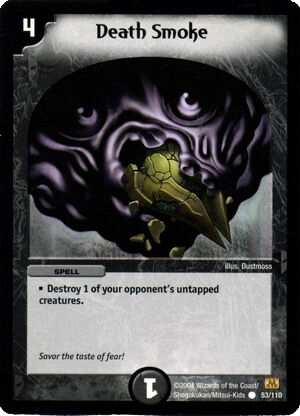 4
Death Smoke
illus. Dustmoss
SPELL
▪ Destroy 1 of your opponent's untapped
creatures.
Savor the taste of fear!
1
©2004 Wizards of the Coast/
Shogakukan/Mitsui-Kids ● 53/110